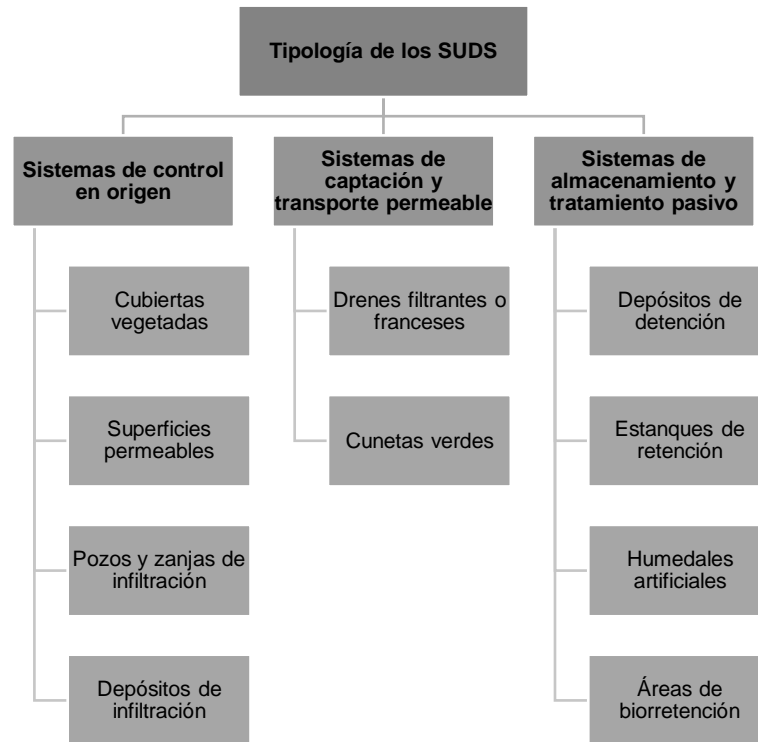 Tipología de los SUDS
Sistemas de control
en origen
Cubiertas
vegetadas
Superficies
permeables
Pozos y zanjas de
infiltración
Depósitos de
infiltración
Sistemas de
captación y
transporte permeable
Drenes filtrantes o
franceses
Cunetas verdes
Sistemas de
almacenamiento y
tratamiento pasivo
Depósitos de
detención
Estanques de
retención
Humedales
artificiales
Áreas de
biorretención